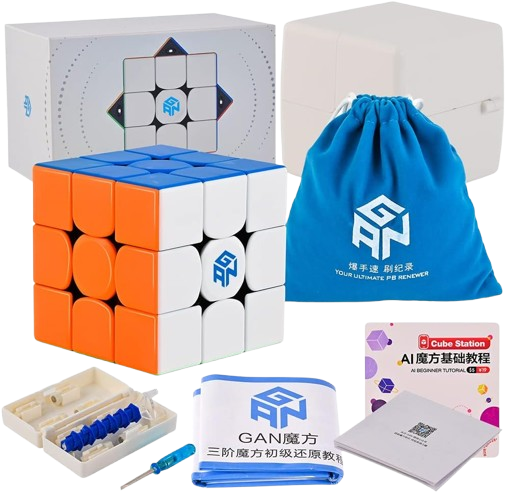 GAN
GAN
GAN
爆手速 刷纪录
YOUR ULTIMATE PB RENEWER
Cube Station
AI魔方基础教程
AI BEGINNER TUTORIAL
GAN
GAN魔方
三阶魔方初级还原教程